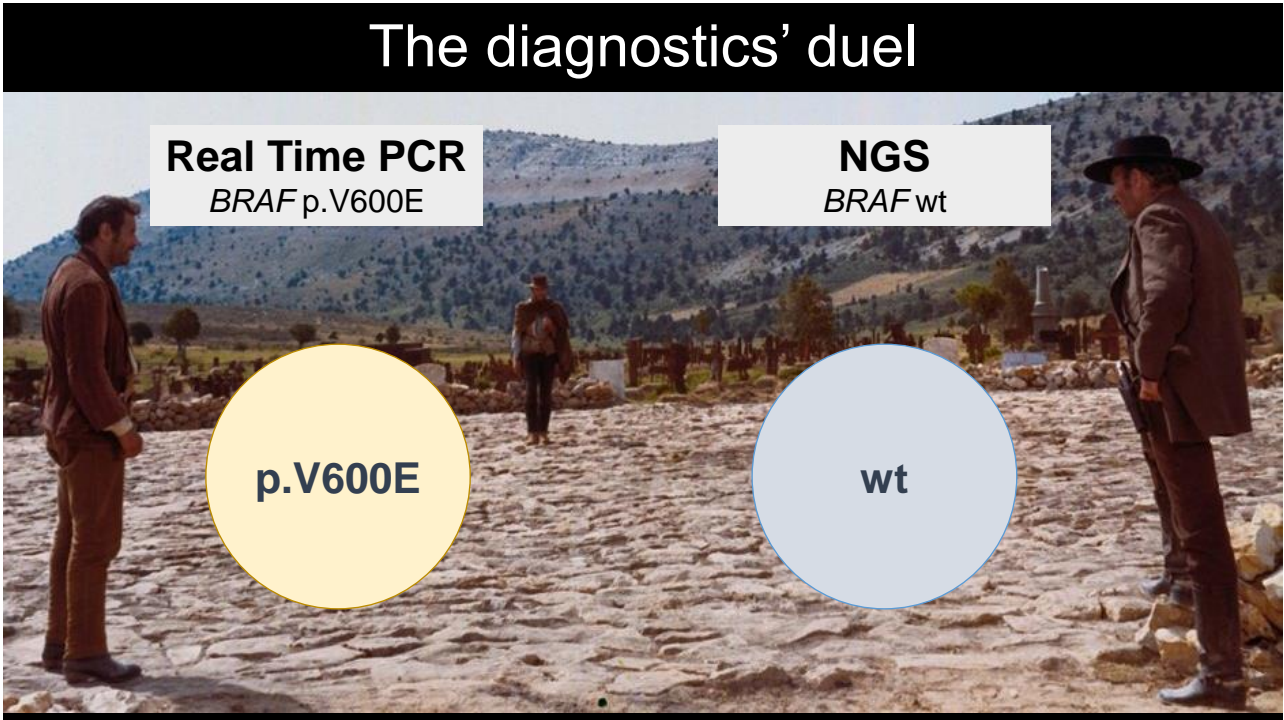 The diagnostics’ duel
Real Time PCR
BRAF p.V600E
NGS
BRAF wt
p.V600E
wt